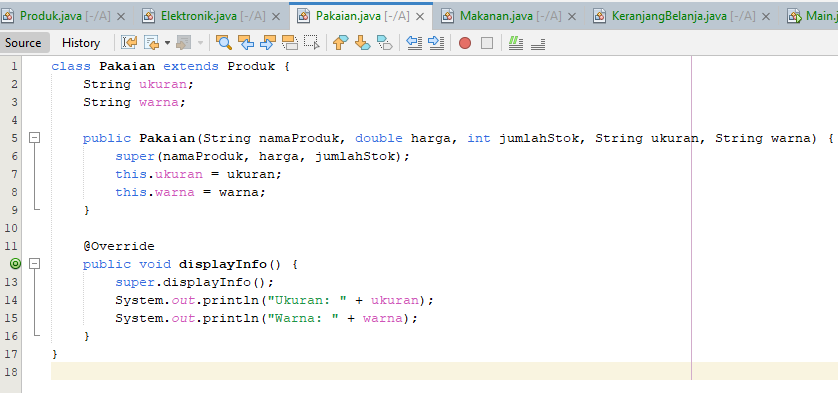 Produk.java [-/A] Elektronik.java [-/A] Pakaian.java [-/A] Makanan.java [-/A] KeranjangBelanja.java [-/A] Main.j
Source History
1 class Pakaian extends Produk {
2 String ukuran;
3 String warna;
4
5 public Pakaian(String namaProduk, double harga, int jumlahStok, String ukuran, String warna) {
6 super(namaProduk, harga, jumlahStok);
7 this.ukuran = ukuran;
8 this.warna = warna;
9 }
10
11 @Override
public void displayInfo() {
13 super.displayInfo();
14 System.out.println("Ukuran: " + ukuran);
15 System.out.println("Warna: " + warna);
16 }
17 }
18